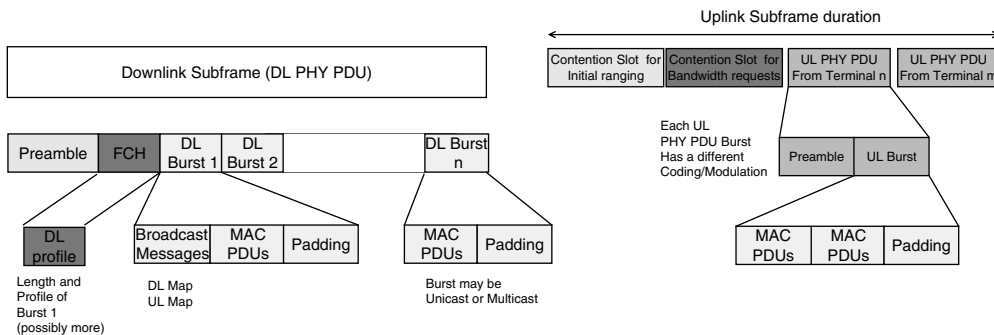 Downlink Subframe (DL PHY PDU)
Preamble
FCH
DL
Burst 1
DL
Burst 2
DL Burst
n
DL
profile
Broadcast
Messages
MAC
PDUs
Padding
MAC
PDUs
Padding
Length and
Profile of
Burst 1
(possibly more)
DL Map
UL Map
Burst may be
Unicast or Multicast
Uplink Subframe duration
Contention Slot for
Initial ranging
Contention Slot for
Bandwidth requests
UL PHY PDU
From Terminal n
UL PHY PDU
From Terminal m
Each UL
PHY PDU Burst
Has a different
Coding/Modulation
Preamble
UL Burst
MAC
PDUs
MAC
PDUs
Padding